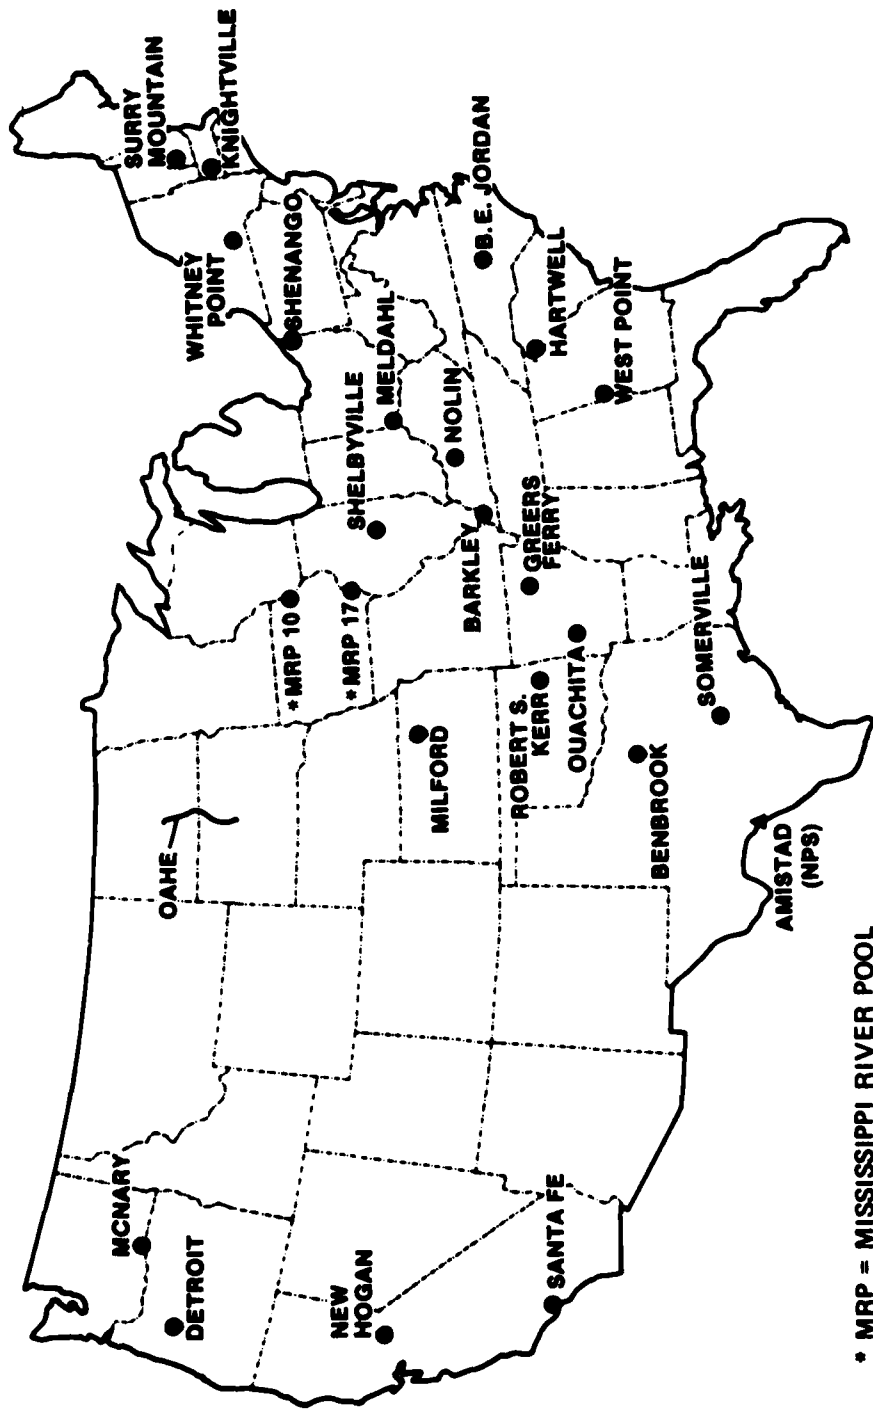 MCNARY
DETROIT
NEW
HOGAN
SANTA FE
OAHE
*MRP 10
*MRP 17
MILFORD
ROBERT S.
KERR
OUACHITA
BENBROOK
SOMERVILLE
AMISTAD
(NPS)
WHITNEY
POINT
SURRY
MOUNTAIN
KNIGHTVILLE
SHENANGO
MELDAHL
SHELBYVILLE
NOLIN
BARKLEY
GREERS
FERRY
B.E. JORDAN
HARTWELL
WEST POINT
* MRP = MISSISSIPPI RIVER POOL